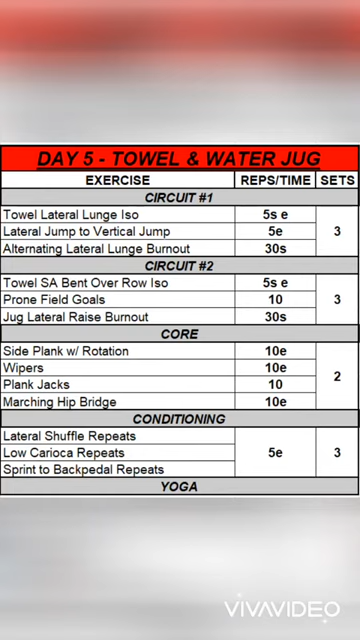 DAY 5 - TOWEL & WATER JUG
EXERCISE REPS/TIME SETS
CIRCUIT #1
Towel Lateral Lunge Iso 5s e
Lateral Jump to Vertical Jump 5e 3
Alternating Lateral Lunge Burnout 30s
CIRCUIT #2
Towel SA Bent Over Row Iso 5s e
Prone Field Goals 10 3
Jug Lateral Raise Burnout 30s
CORE
Side Plank w/ Rotation 10e
Wipers 10e
2
Plank Jacks 10
Marching Hip Bridge 10e
CONDITIONING
Lateral Shuffle Repeats
Low Carioca Repeats 5e 3
Sprint to Backpedal Repeats
YOGA
VIVAVIDEO